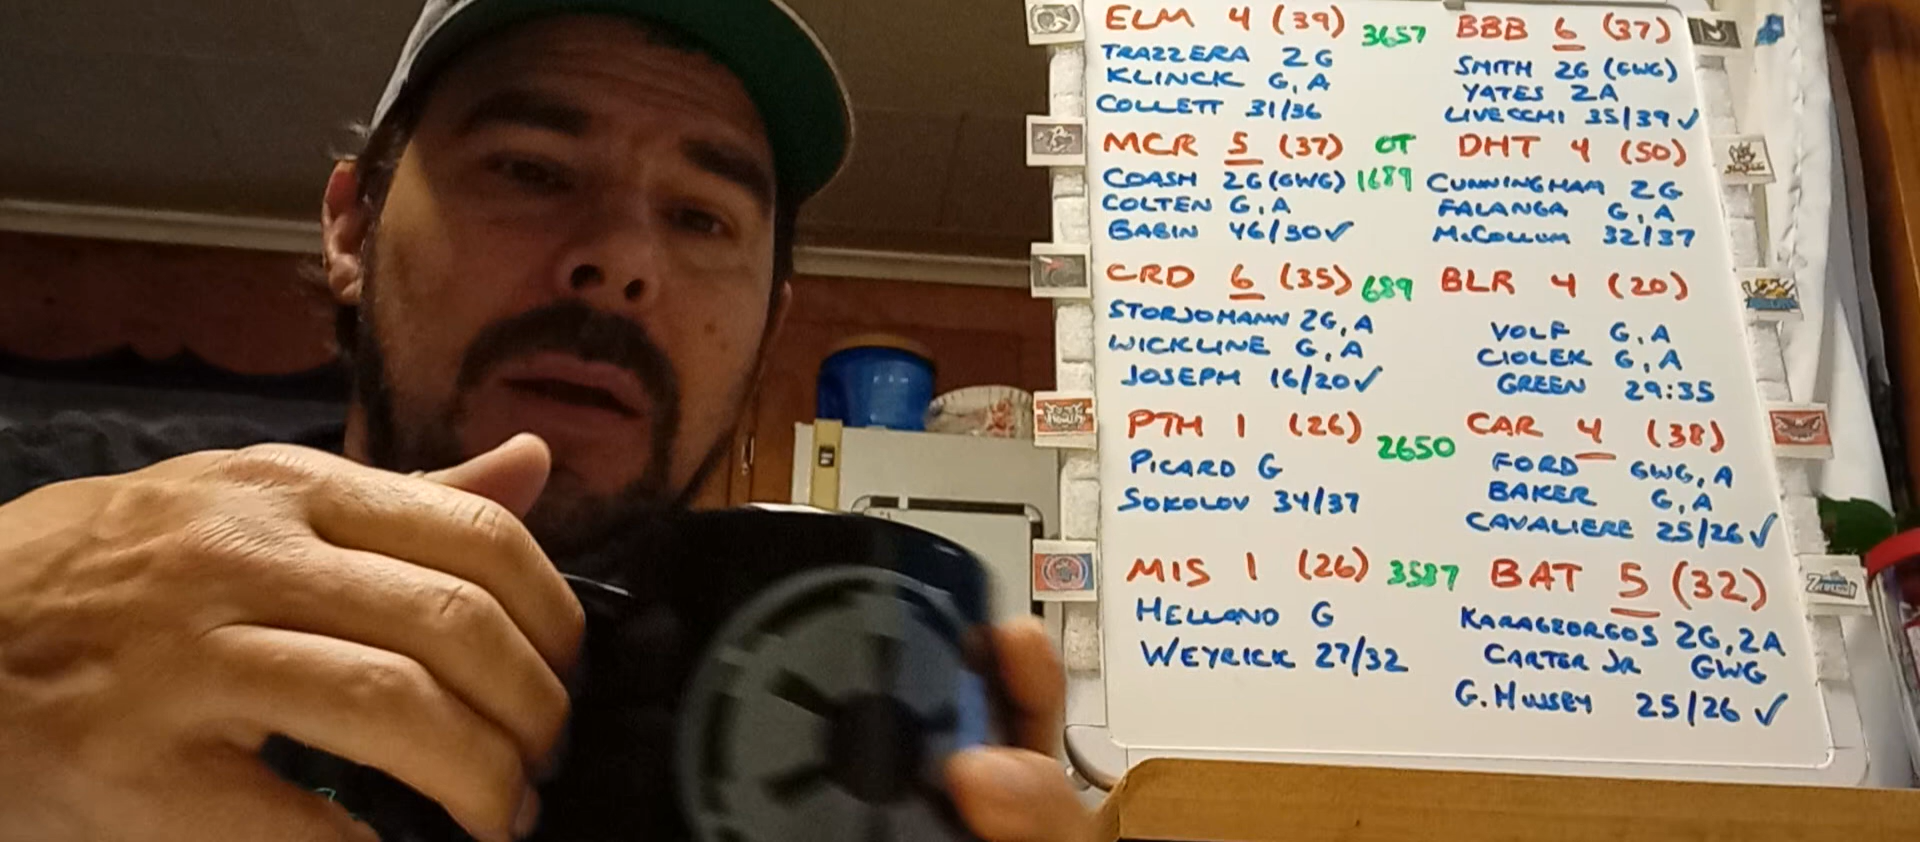 ELM 4 (39) 3657 BBB 6 (37)
TRAZZERA 2G SMITH 2G (GWG)
KLINCK G, A YATES 2A
COLLETT 31/36 LIVECCHI 35/39 ✓
MCR 5 (37) OT DHT 4 (50)
COASH 2G (GWG) 1689 CUNNINGHAM 2G
COLTEN G, A FALANGA G, A
BABIN 46/50 ✓ McCOLLUM 32/37
CRD 6 (35) 689 BLR 4 (20)
STORJOHANN 2G, A VOLF G, A
WICKLINE G, A CIOLEK G, A
JOSEPH 16/20 ✓ GREEN 29:35
PTH 1 (26) 2650 CAR 4 (38)
PICARD G FORD GWG, A
BAKER G, A
SOKOLOV 34/37 CAVALIERE 25/26 ✓
MIS 1 (26) 3587 BAT 5 (32)
HELLAND G KARAGEORGOS 2G, 2A
WEYRICK 27/32 CARTER JR GWG
G. HUSSEY 25/26 ✓